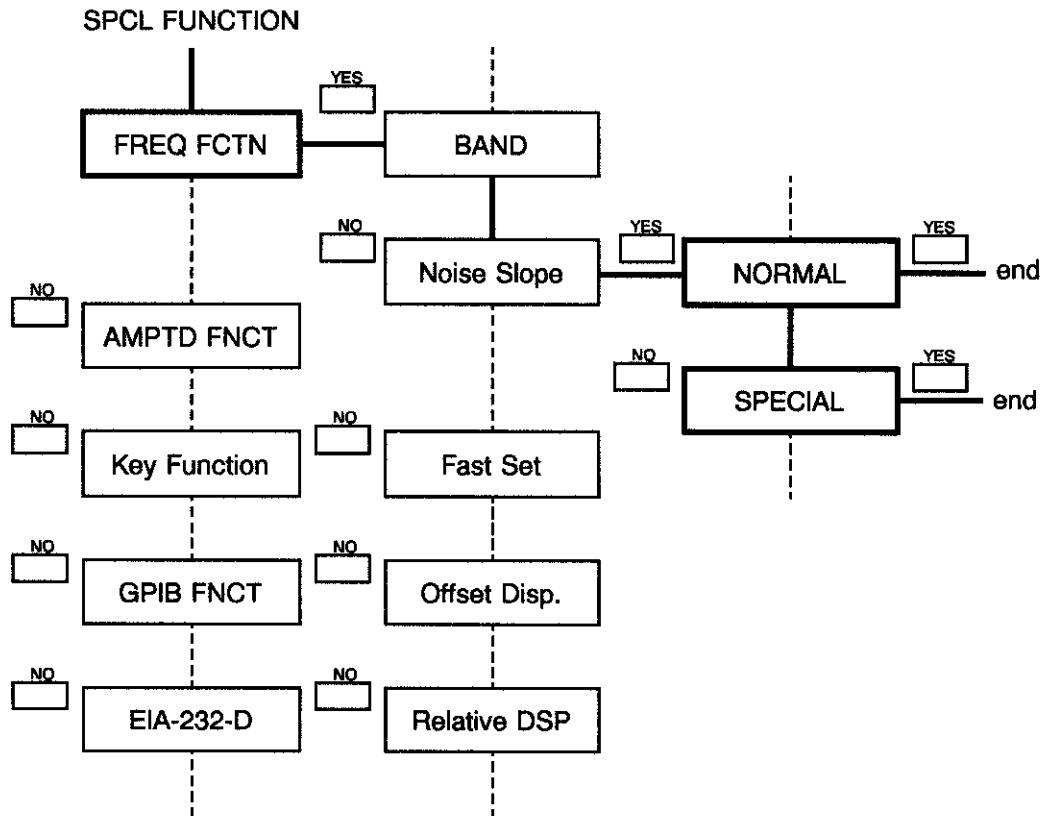 SPCL FUNCTION
YES
FREQ FCTN
BAND
NO
YES
YES
Noise Slope
NORMAL
end
NO
AMPTD FNCT
NO
YES
SPECIAL
end
NO
NO
Key Function
Fast Set
NO
NO
GPIB FNCT
Offset Disp.
NO
NO
EIA-232-D
Relative DSP